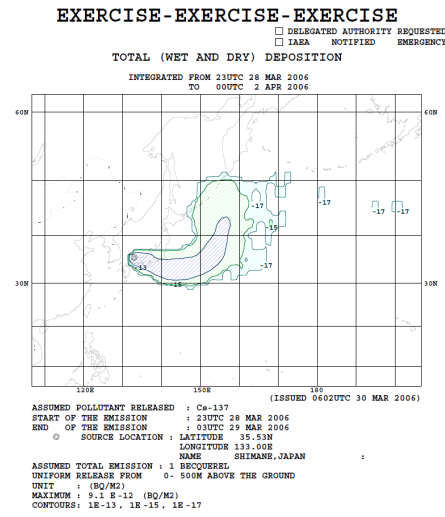 EXERCISE-EXERCISE-EXERCISE
DELEGATED AUTHORITY REQUESTED
IAEA NOTIFIED EMERGENCY
TOTAL (WET AND DRY) DEPOSITION
INTEGRATED FROM 23UTC 28 MAR 2006
TO 00UTC 2 APR 2006
60N 60N
-17 -17 -17 -17
-15
-13 -17
-15
30N 30N
120E 150E 180
(ISSUED 0602UTC 30 MAR 2006)
ASSUMED POLLUTANT RELEASED : Cs-137
START OF THE EMISSION : 23UTC 28 MAR 2006
END OF THE EMISSION : 03UTC 29 MAR 2006
SOURCE LOCATION : LATITUDE 35.53N
LONGITUDE 133.00E
NAME SHIMANE,JAPAN :
ASSUMED TOTAL EMISSION : 1 BECQUEREL
UNIFORM RELEASE FROM 0- 500M ABOVE THE GROUND
UNIT : (BQ/M2)
MAXIMUM : 9.1 E-12 (BQ/M2)
CONTOURS: 1E-13, 1E-15, 1E-17